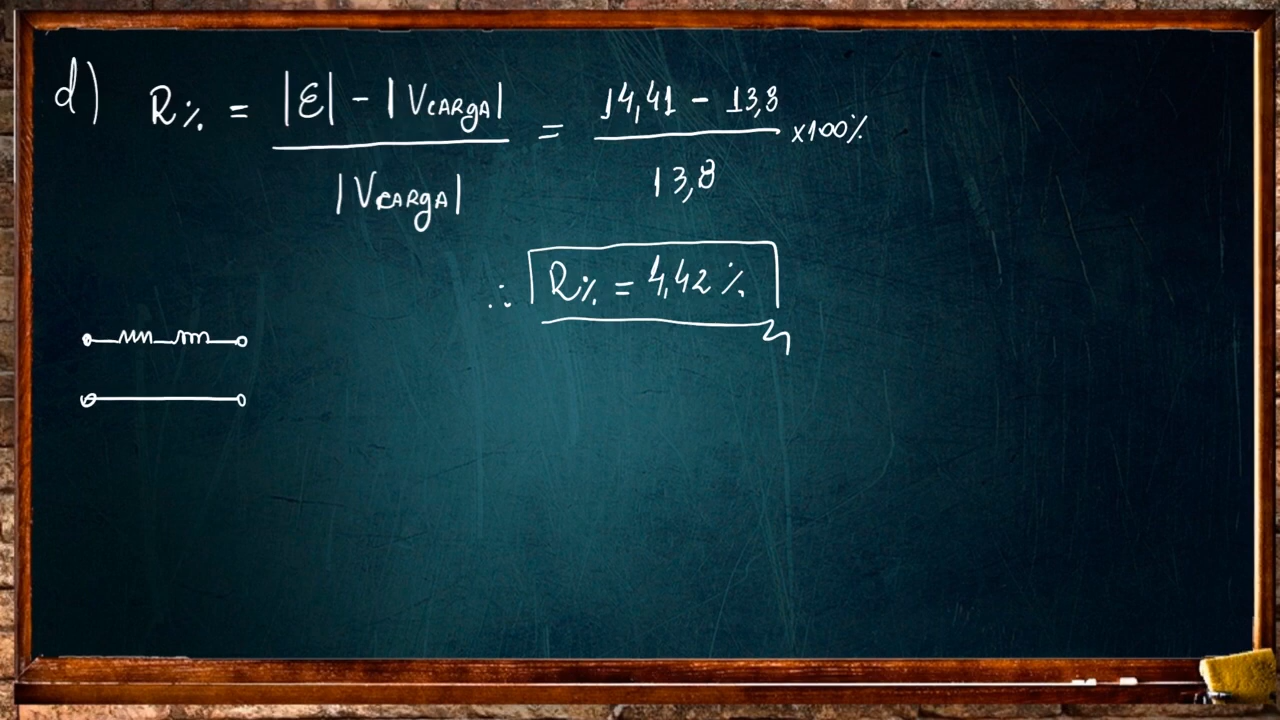 d) R% = |ε| - |VCARgA| / |VCARgA| = 14,41 - 13,8 / 13,8 x100%
∴ R% = 4,42 %